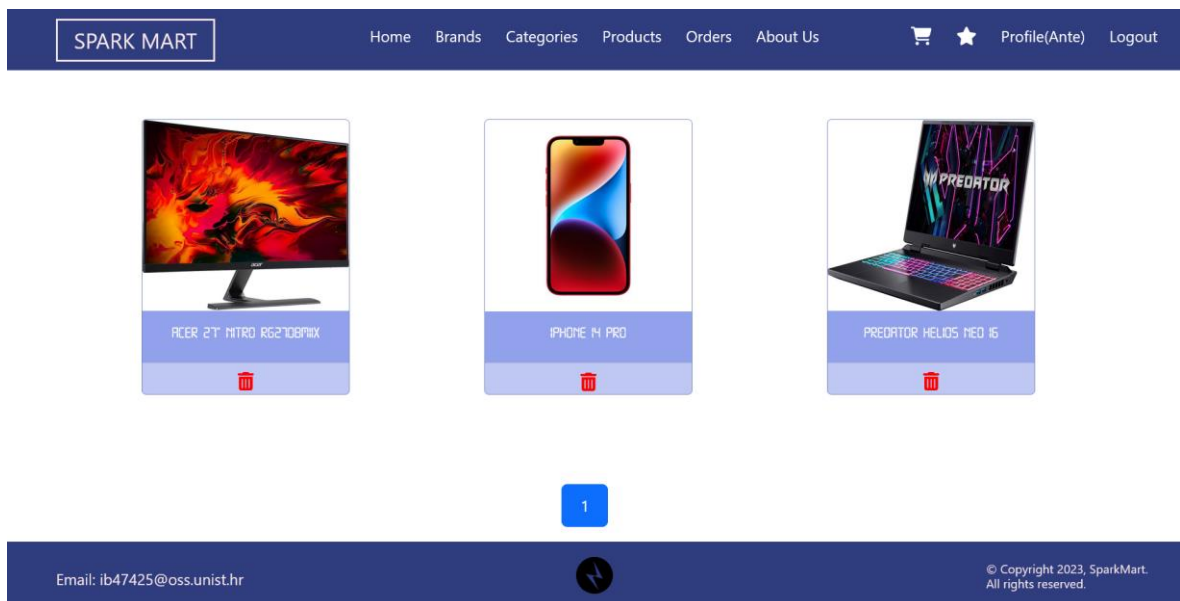 SPARK MART
Home Brands Categories Products Orders About Us Profile(Ante) Logout
acer
PREDATOR
ACER 27" NITRO RG270BMIIX
IPHONE 14 PRO
PREDATOR HELIOS NEO 16
1
Email: ib47425@oss.unist.hr
© Copyright 2023, SparkMart.
All rights reserved.